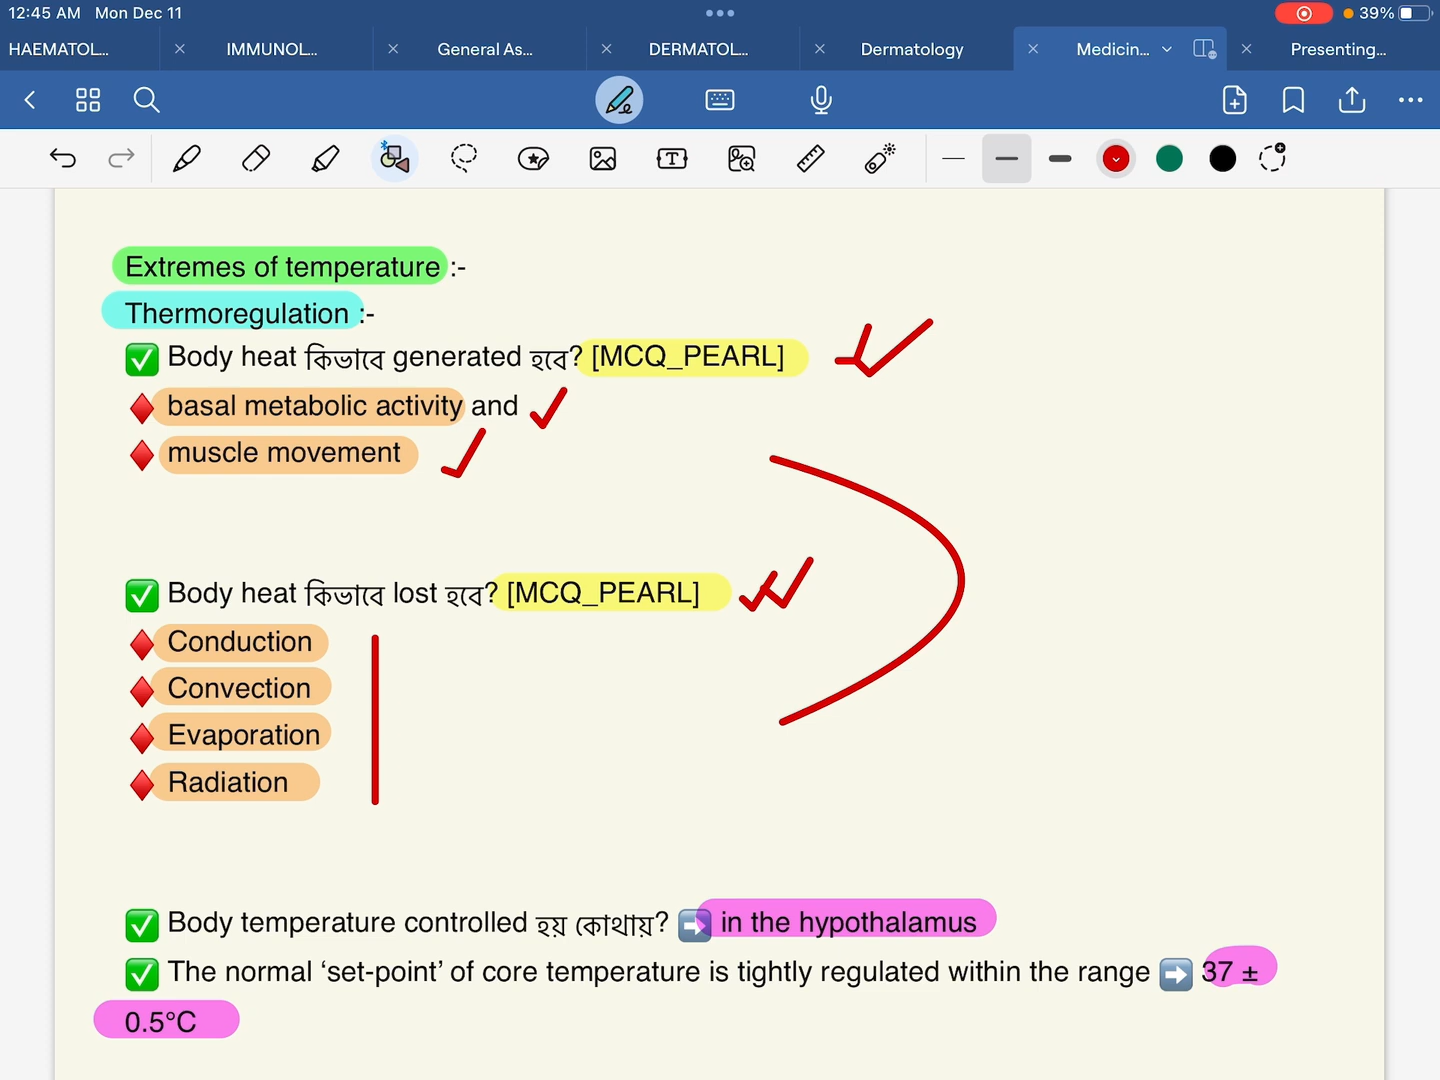 12:45 AM Mon Dec 11
39%
HAEMATOL...
IMMUNOL...
General As...
DERMATOL...
Dermatology
Medicin...
Presenting...
Extremes of temperature :-
Thermoregulation :-
✅ Body heat কিভাবে generated হবে? [MCQ_PEARL]
♦ basal metabolic activity and
♦ muscle movement
✅ Body heat কিভাবে lost হবে? [MCQ_PEARL]
♦ Conduction
♦ Convection
♦ Evaporation
♦ Radiation
✅ Body temperature controlled হয় কোথায়? ➡ in the hypothalamus
✅ The normal ‘set-point’ of core temperature is tightly regulated within the range ➡ 37 ±
0.5°C